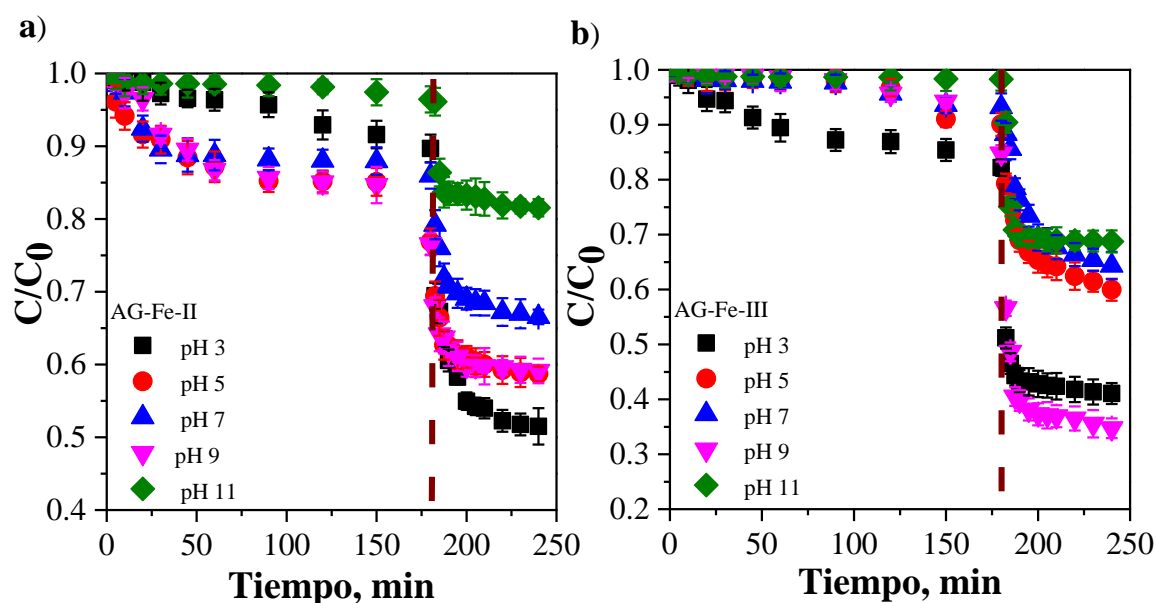 a)
1.0
0.9
0.8
0.7
0.6
0.5
0.4
C/C0
AG-Fe-II
pH 3
pH 5
pH 7
pH 9
pH 11
0 50 100 150 200 250
Tiempo, min
b)
1.0
0.9
0.8
0.7
0.6
0.5
0.4
0.3
0.2
C/C0
AG-Fe-III
pH 3
pH 5
pH 7
pH 9
pH 11
0 50 100 150 200 250
Tiempo, min